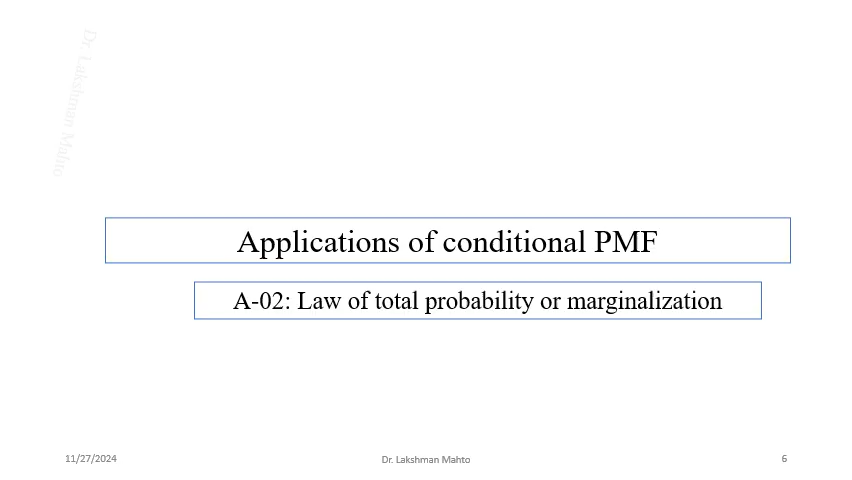 Dr. Lakshman Mahto
Applications of conditional PMF
A-02: Law of total probability or marginalization
11/27/2024
Dr. Lakshman Mahto
6